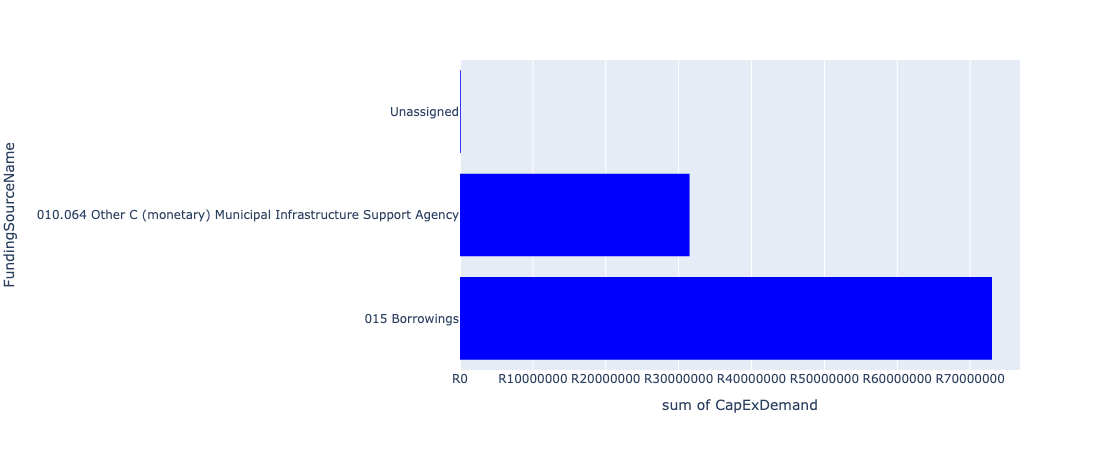 FundingSourceName
Unassigned
010.064 Other C (monetary) Municipal Infrastructure Support Agency
015 Borrowings
R0 R10000000 R20000000 R30000000 R40000000 R50000000 R60000000 R70000000
sum of CapExDemand